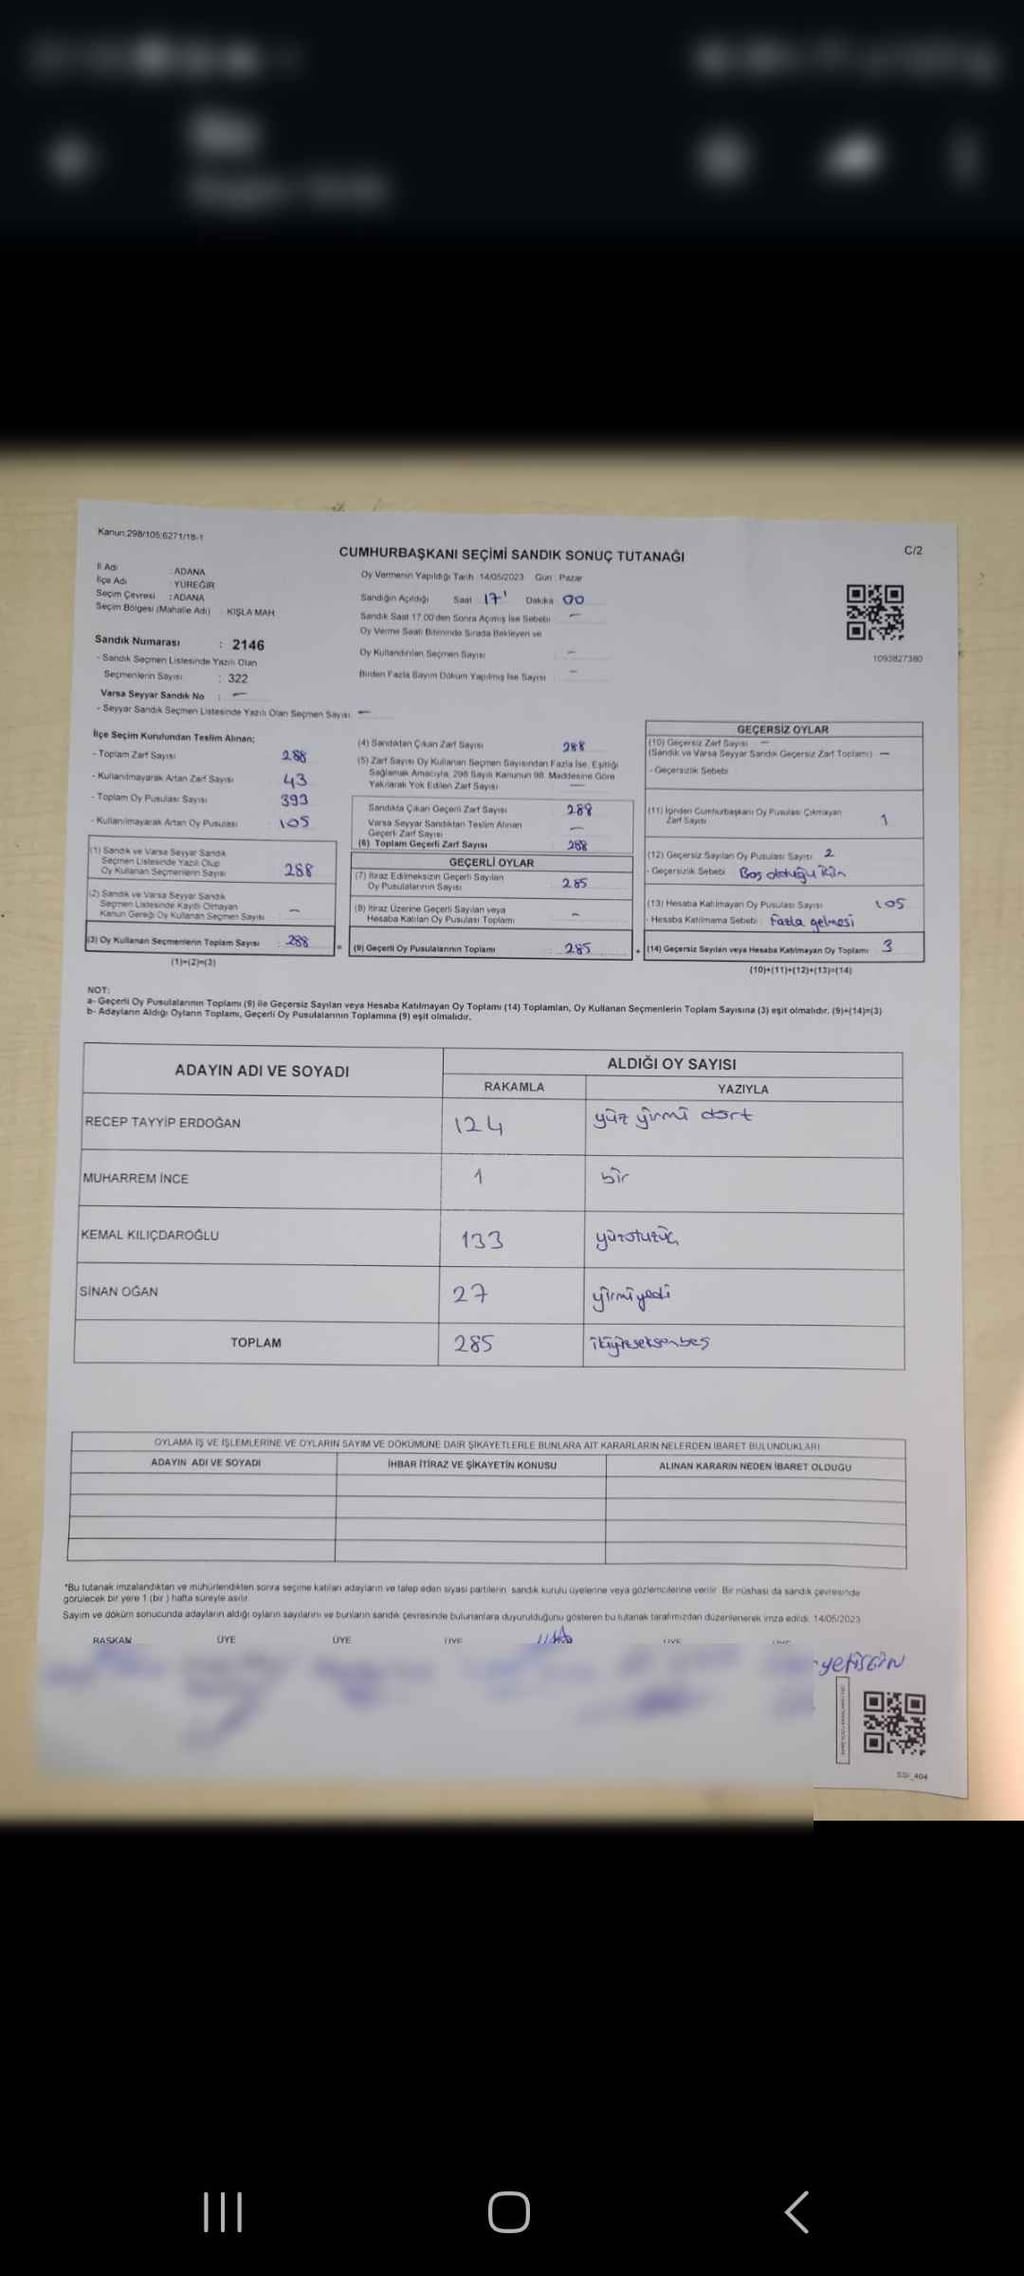 Kanun:298/105;6271/18-1
CUMHURBAŞKANI SEÇİMİ SANDIK SONUÇ TUTANAĞI
C/2
İl Adı : ADANA
İlçe Adı : YÜREĞİR
Seçim Çevresi : ADANA
Seçim Bölgesi (Mahalle Adı) : KIŞLA MAH.
Oy Vermenin Yapıldığı Tarih : 14/05/2023 Gün : Pazar
Sandığın Açıldığı Saat 17 Dakika 00
Sandık Saat 17.00'den Sonra Açılmış İse Sebebi : -
Oy Verme Saati Bitiminde Sırada Bekleyen ve
Oy Kullandırılan Seçmen Sayısı : -
Birden Fazla Sayım Döküm Yapılmış İse Sayısı : -
1093827380
Sandık Numarası : 2146
- Sandık Seçmen Listesinde Yazılı Olan
Seçmenlerin Sayısı : 322
Varsa Seyyar Sandık No : -
- Seyyar Sandık Seçmen Listesinde Yazılı Olan Seçmen Sayısı : -
İlçe Seçim Kurulundan Teslim Alınan;
- Toplam Zarf Sayısı 288
- Kullanılmayarak Artan Zarf Sayısı 43
- Toplam Oy Pusulası Sayısı 393
- Kullanılmayarak Artan Oy Pusulası 105
(1) Sandık ve Varsa Seyyar Sandık
Seçmen Listesinde Yazılı Olup
Oy Kullanan Seçmenlerin Sayısı 288
(2) Sandık ve Varsa Seyyar Sandık
Seçmen Listesinde Kayıtlı Olmayan
Kanun Gereği Oy Kullanan Seçmen Sayısı -
(3) Oy Kullanan Seçmenlerin Toplam Sayısı 288
(1)+(2)=(3)
(4) Sandıktan Çıkan Zarf Sayısı 288
(5) Zarf Sayısı Oy Kullanan Seçmen Sayısından Fazla İse, Eşitliği
Sağlamak Amacıyla, 298 Sayılı Kanunun 98. Maddesine Göre
Yakılarak Yok Edilen Zarf Sayısı -
Sandıkta Çıkan Geçerli Zarf Sayısı 288
Varsa Seyyar Sandıktan Teslim Alınan
Geçerli Zarf Sayısı -
(6) Toplam Geçerli Zarf Sayısı 288
GEÇERLİ OYLAR
(7) İtiraz Edilmeksizin Geçerli Sayılan
Oy Pusulalarının Sayısı 285
(8) İtiraz Üzerine Geçerli Sayılan veya
Hesaba Katılan Oy Pusulası Toplamı -
= (9) Geçerli Oy Pusulalarının Toplamı 285
GEÇERSİZ OYLAR
(10) Geçersiz Zarf Sayısı -
(Sandık ve Varsa Seyyar Sandık Geçersiz Zarf Toplamı) -
- Geçersizlik Sebebi
(11) İçinden Cumhurbaşkanı Oy Pusulası Çıkmayan
Zarf Sayısı 1
(12) Geçersiz Sayılan Oy Pusulası Sayısı 2
- Geçersizlik Sebebi : Boş olduğu için
(13) Hesaba Katılmayan Oy Pusulası Sayısı 105
- Hesaba Katılmama Sebebi : Fazla gelmesi
+ (14) Geçersiz Sayılan veya Hesaba Katılmayan Oy Toplamı 3
(10)+(11)+(12)+(13)=(14)
NOT:
a- Geçerli Oy Pusulalarının Toplamı (9) ile Geçersiz Sayılan veya Hesaba Katılmayan Oy Toplamı (14) Toplamları, Oy Kullanan Seçmenlerin Toplam Sayısına (3) eşit olmalıdır. (9)+(14)=(3)
b- Adayların Aldığı Oyların Toplamı, Geçerli Oy Pusulalarının Toplamına (9) eşit olmalıdır.
ADAYIN ADI VE SOYADI ALDIĞI OY SAYISI
RAKAMLA YAZIYLA
RECEP TAYYİP ERDOĞAN 124 yüz yirmi dört
MUHARREM İNCE 1 bir
KEMAL KILIÇDAROĞLU 133 yüzotuzüç
SİNAN OĞAN 27 yirmiyedi
TOPLAM 285 ikiyüzseksenbeş
OYLAMA İŞ VE İŞLEMLERİNE VE OYLARIN SAYIM VE DÖKÜMÜNE DAİR ŞİKAYETLERLE BUNLARA AİT KARARLARIN NELERDEN İBARET BULUNDUKLARI
ADAYIN ADI VE SOYADI İHBAR İTİRAZ VE ŞİKAYETİN KONUSU ALINAN KARARIN NEDEN İBARET OLDUĞU
*Bu tutanak imzalandıktan ve mühürlendikten sonra seçime katılan adayların ve talep eden siyasi partilerin, sandık kurulu üyelerine veya gözlemcilerine verilir. Bir nüshası da sandık çevresinde
görülecek bir yere 1 (bir ) hafta süreyle asılır.
Sayım ve döküm sonucunda adayların aldığı oyların sayılarını ve bunların sandık çevresinde bulunanlara duyurulduğunu gösteren bu tutanak tarafımızdan düzenlenerek imza edildi. 14/05/2023
BAŞKAN ÜYE ÜYE ÜYE ÜYE